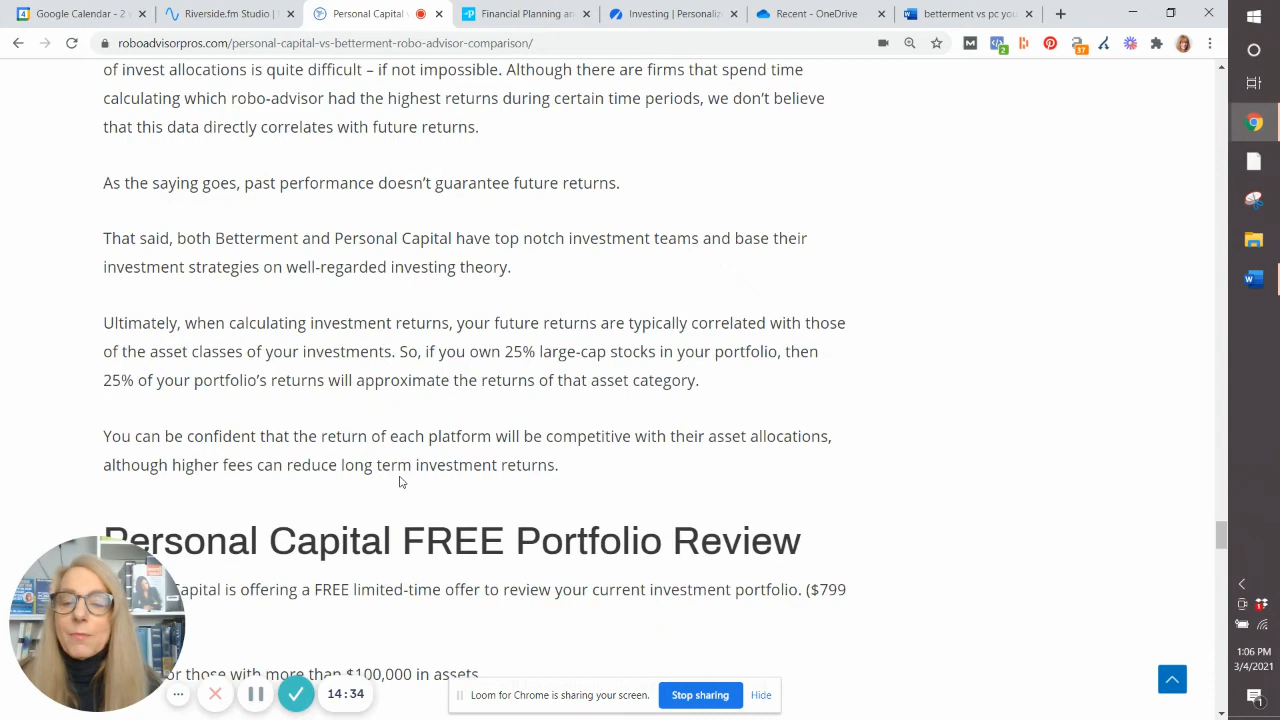 4 Google Calendar - 2
Riverside.fm Studio |
Personal Capital v
Financial Planning an
Investing | Personaliz
Recent - OneDrive
betterment vs pc you
roboadvisorpros.com/personal-capital-vs-betterment-robo-advisor-comparison/
2
37
of invest allocations is quite difficult – if not impossible. Although there are firms that spend time
calculating which robo-advisor had the highest returns during certain time periods, we don't believe
that this data directly correlates with future returns.
As the saying goes, past performance doesn't guarantee future returns.
That said, both Betterment and Personal Capital have top notch investment teams and base their
investment strategies on well-regarded investing theory.
Ultimately, when calculating investment returns, your future returns are typically correlated with those
of the asset classes of your investments. So, if you own 25% large-cap stocks in your portfolio, then
25% of your portfolio's returns will approximate the returns of that asset category.
You can be confident that the return of each platform will be competitive with their asset allocations,
although higher fees can reduce long term investment returns.
Personal Capital FREE Portfolio Review
Capital is offering a FREE limited-time offer to review your current investment portfolio. ($799
or those with more than $100,000 in assets
14:34
Loom for Chrome is sharing your screen.
Stop sharing
Hide
1
1:06 PM
3/4/2021
1